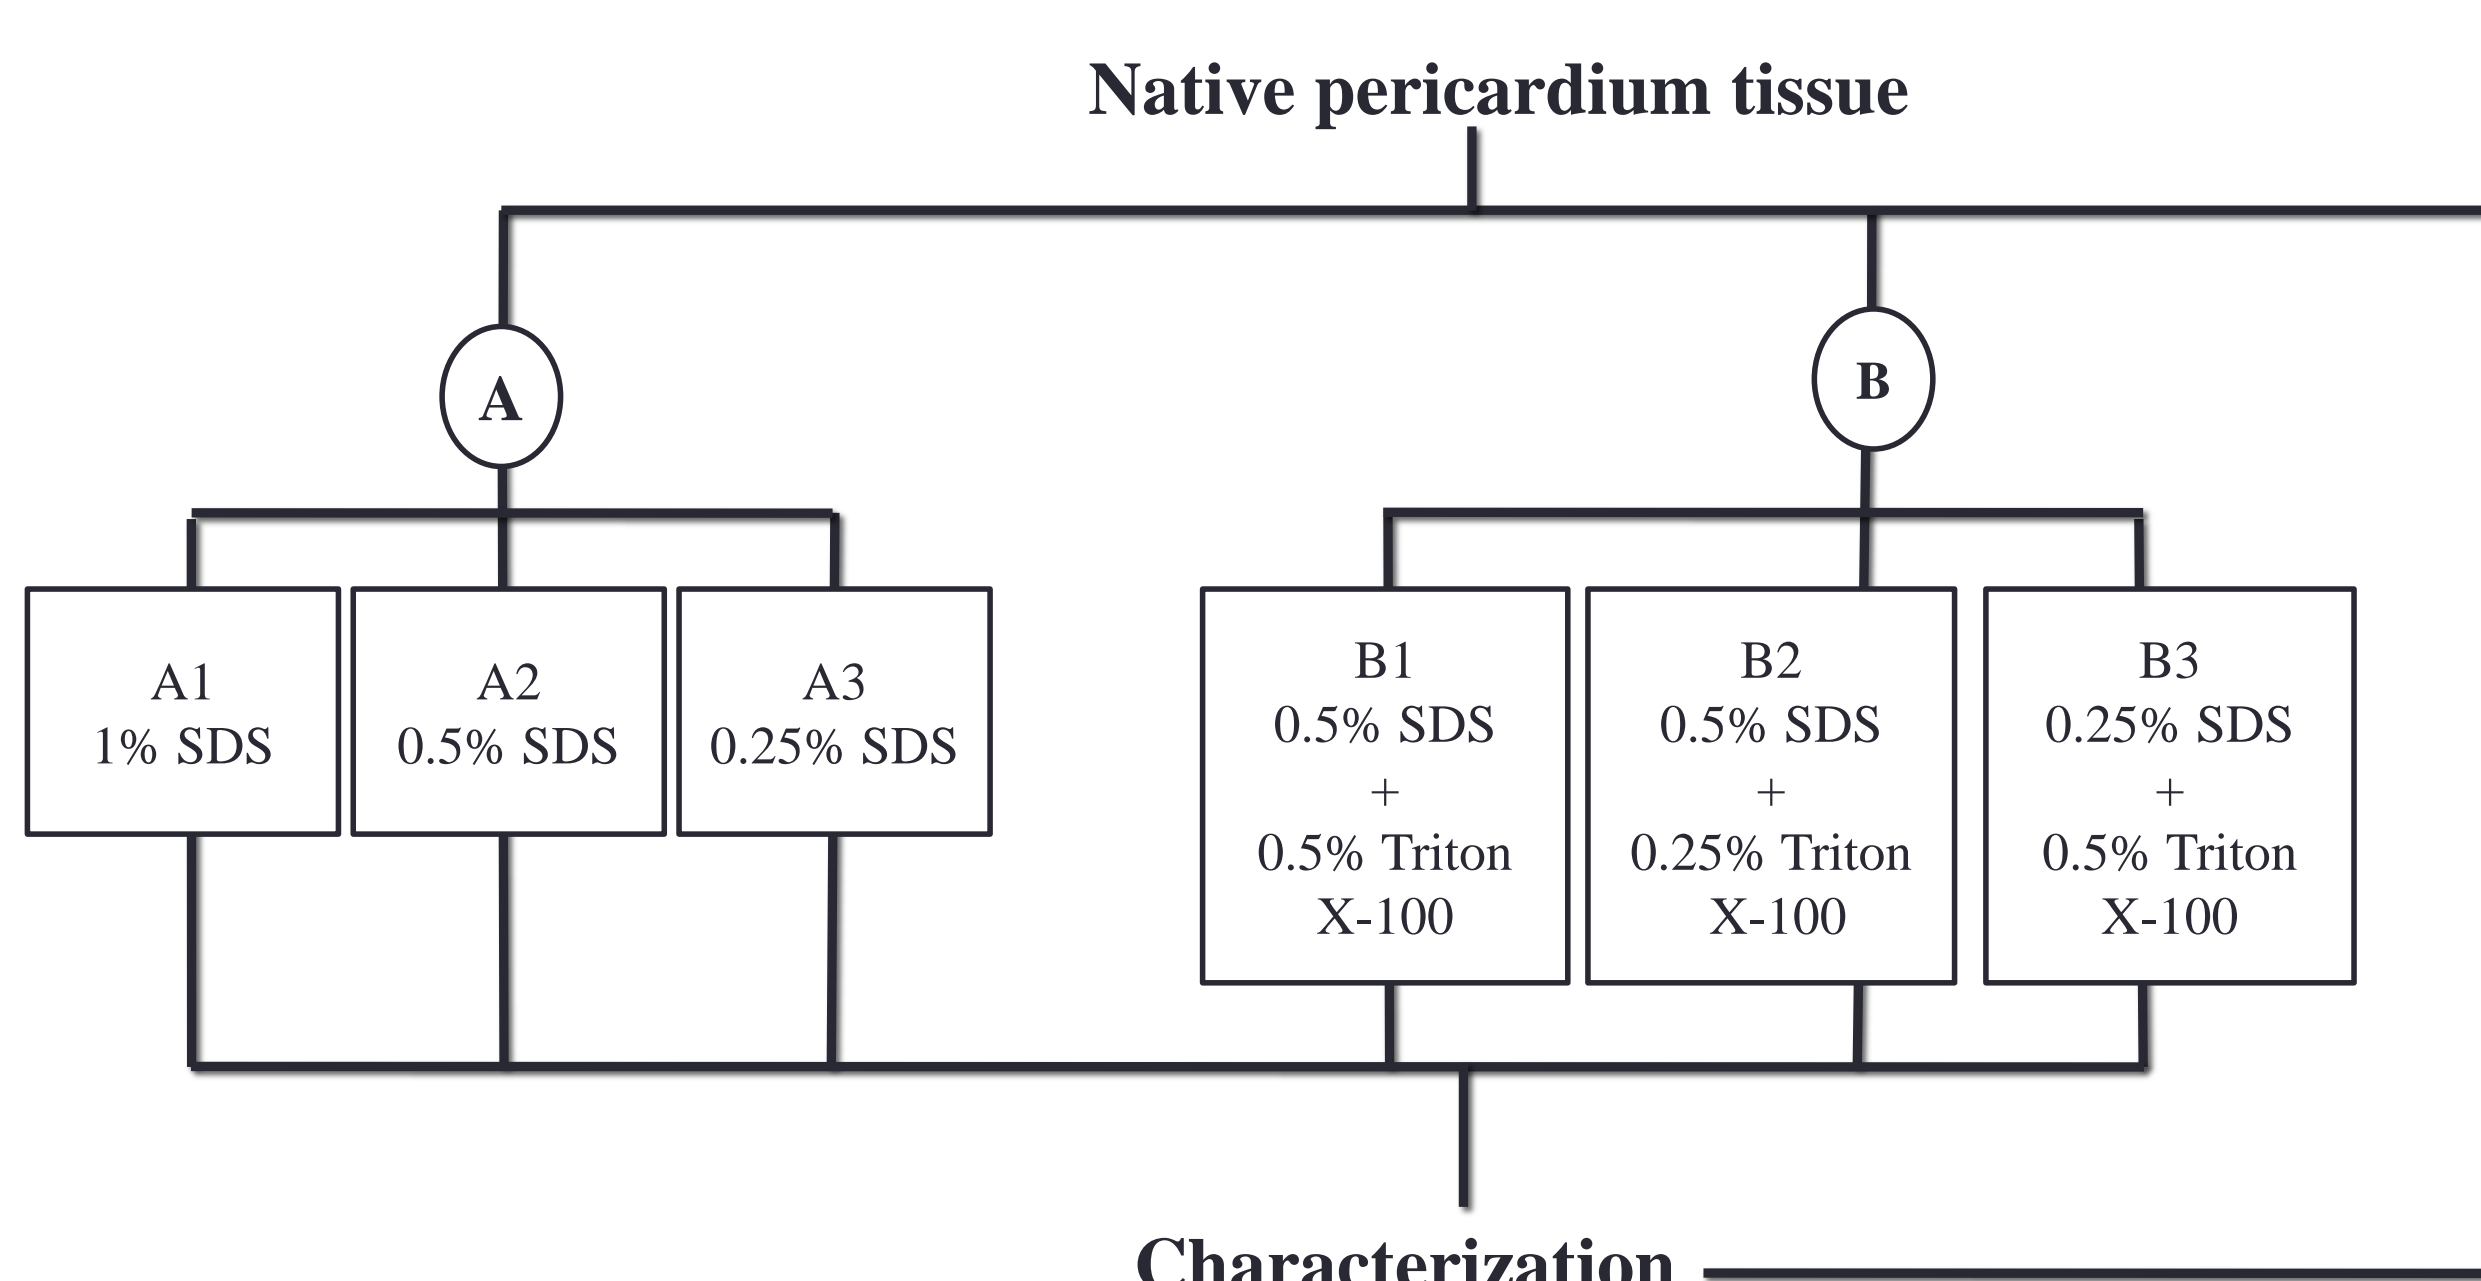 Native pericardium tissue
A
B
A1
1% SDS
A2
0.5% SDS
A3
0.25% SDS
B1
0.5% SDS
+
0.5% Triton
X-100
B2
0.5% SDS
+
0.25% Triton
X-100
B3
0.25% SDS
+
0.5% Triton
X-100
Characterization